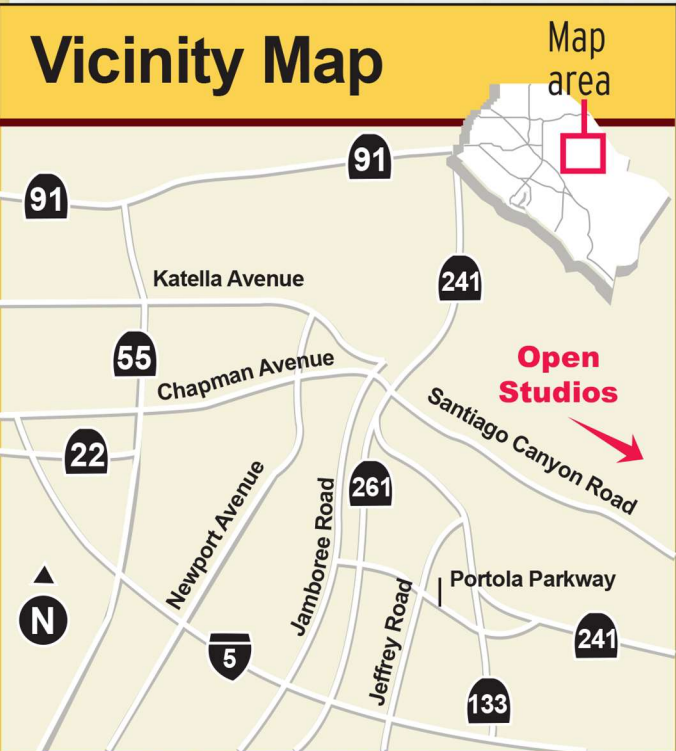 Vicinity Map
Map
area
91
91
241
Katella Avenue
55
Chapman Avenue
Open
Studios
Santiago Canyon Road
22
261
Newport Avenue
Jamboree Road
Portola Parkway
Jeffrey Road
N
5
241
133